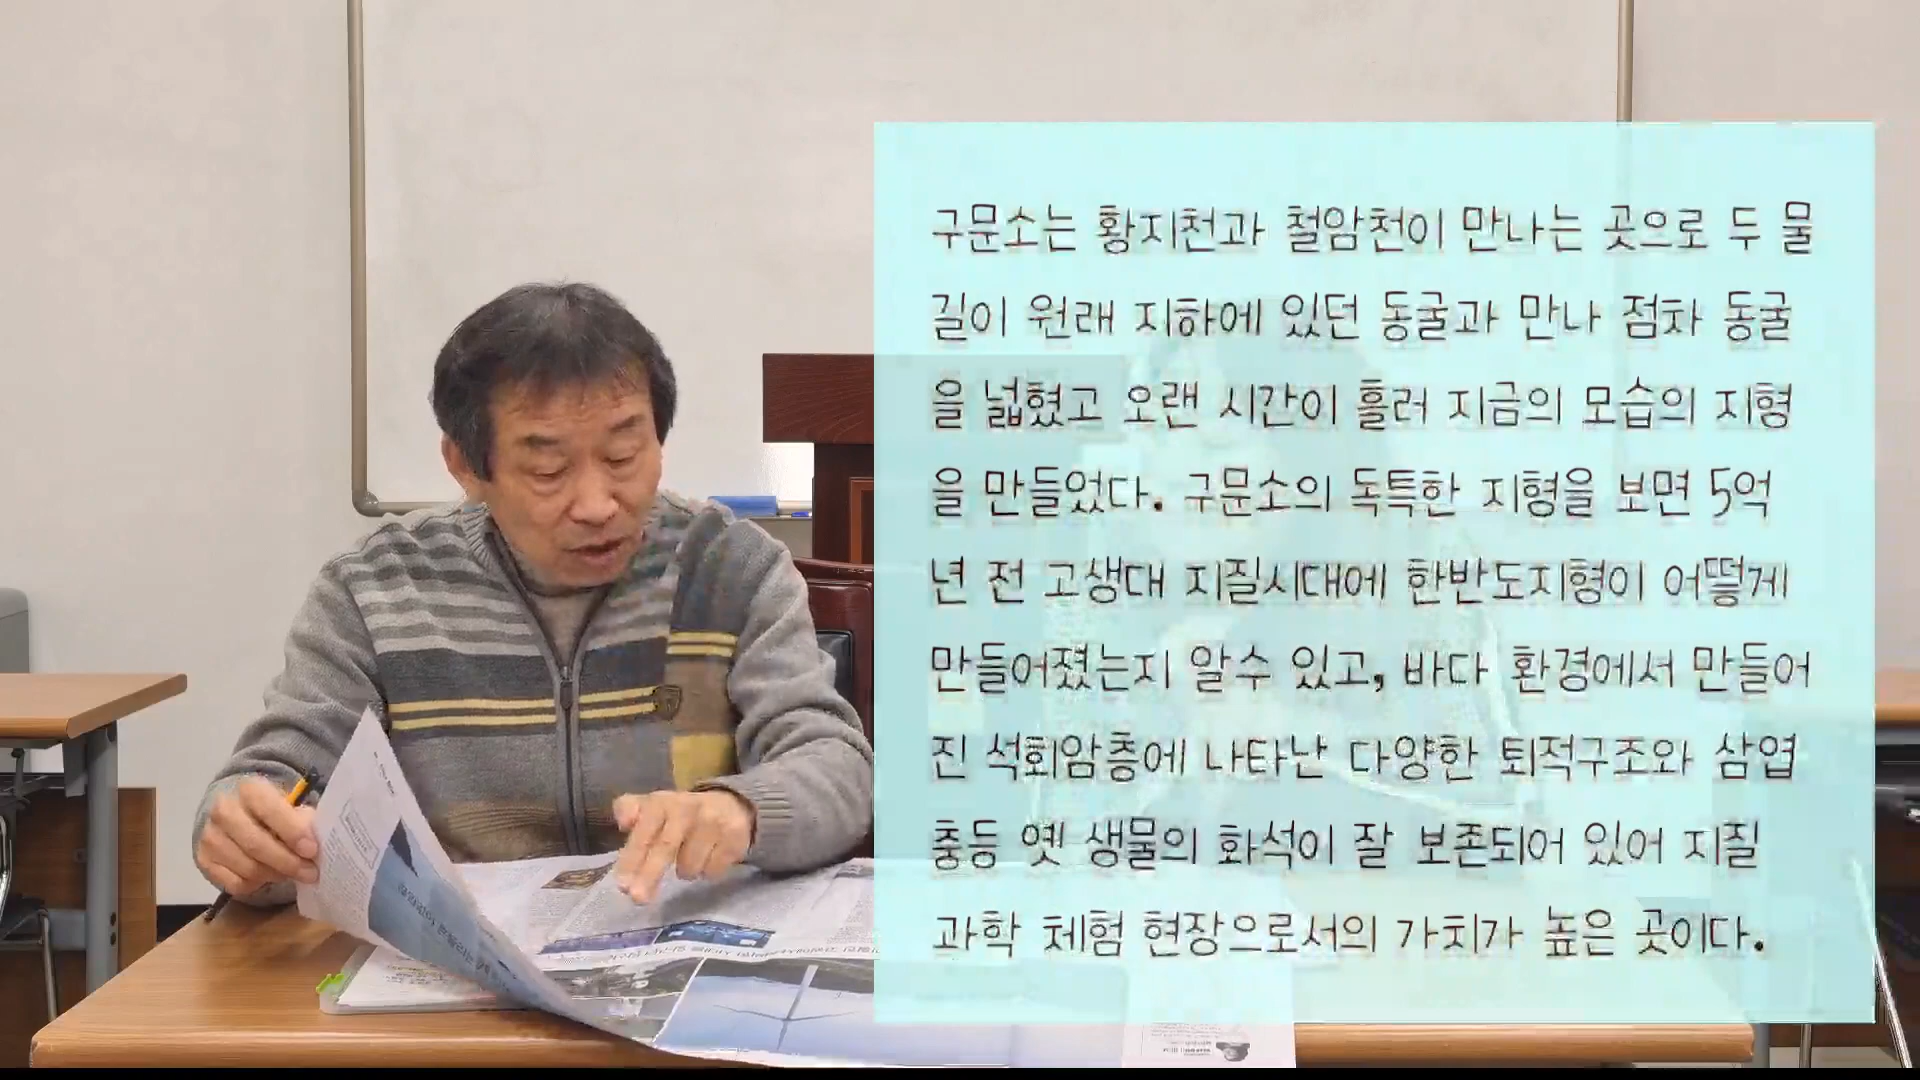 구문소는 황지천과 철암천이 만나는 곳으로 두 물
길이 원래 지하에 있던 동굴과 만나 점차 동굴
을 넓혔고 오랜 시간이 흘러 지금의 모습의 지형
을 만들었다. 구문소의 독특한 지형을 보면 5억
년 전 고생대 지질시대에 한반도지형이 어떻게
만들어졌는지 알수 있고, 바다 환경에서 만들어
진 석회암층에 나타난 다양한 퇴적구조와 삼엽
충등 옛 생물의 화석이 잘 보존되어 있어 지질
과학 체험 현장으로서의 가치가 높은 곳이다.